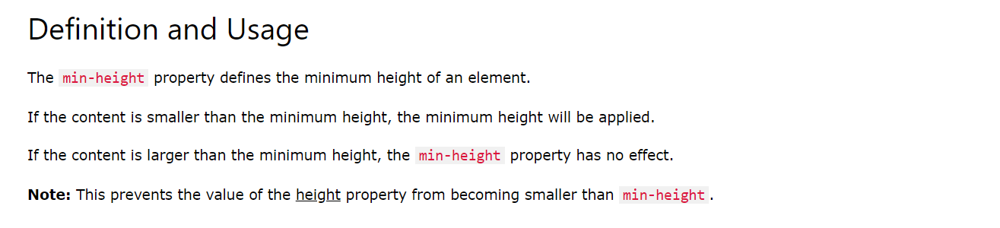 Definition and Usage
The min-height property defines the minimum height of an element.
If the content is smaller than the minimum height, the minimum height will be applied.
If the content is larger than the minimum height, the min-height property has no effect.
Note: This prevents the value of the height property from becoming smaller than min-height.